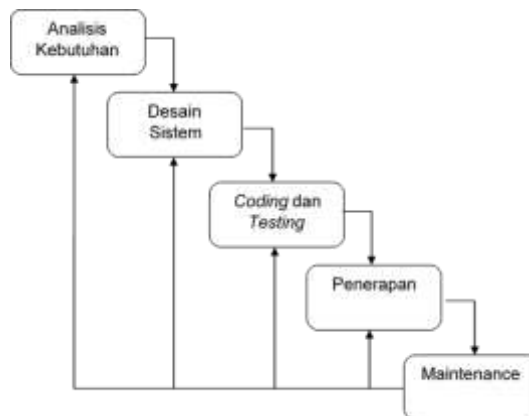 Analisis
Kebutuhan
Desain
Sistem
Coding dan
Testing
Penerapan
Maintenance